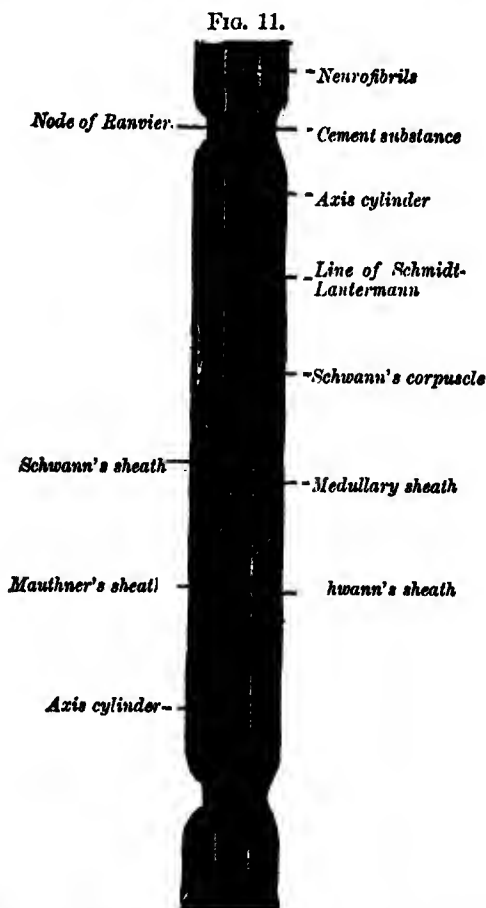 FIG. 11.
Neurofibrils
Node of Ranvier
Cement substance
Axis cylinder
Line of Schmidt-
Lantermann
Schwann's corpuscle
Schwann's sheath
Medullary sheath
Mauthner's sheatl
hwann's sheath
Axis cylinder